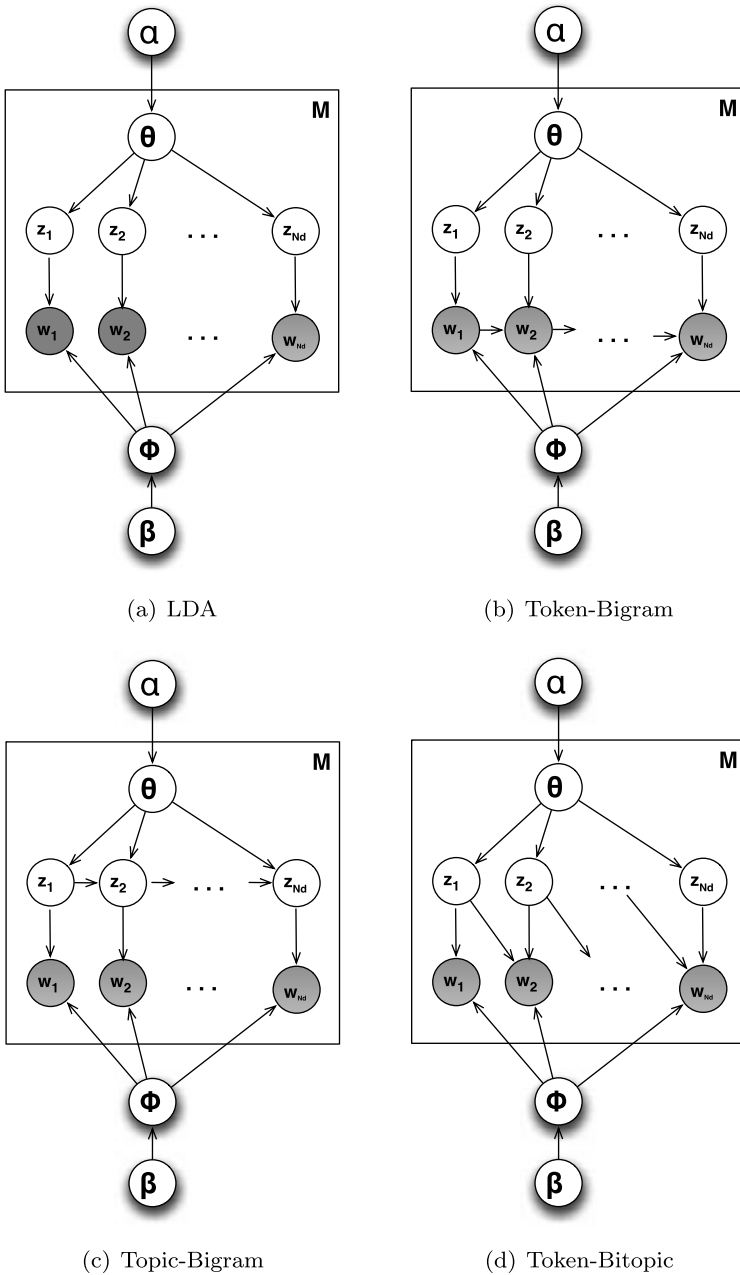 α
M
θ
z1 z2 ... zNd
w1 w2 ... wNd
Φ
β
(a) LDA
α
M
θ
z1 z2 ... zNd
w1 w2 ... wNd
Φ
β
(b) Token-Bigram
α
M
θ
z1 z2 ... zNd
w1 w2 ... wNd
Φ
β
(c) Topic-Bigram
α
M
θ
z1 z2 ... zNd
w1 w2 ... wNd
Φ
β
(d) Token-Bitopic